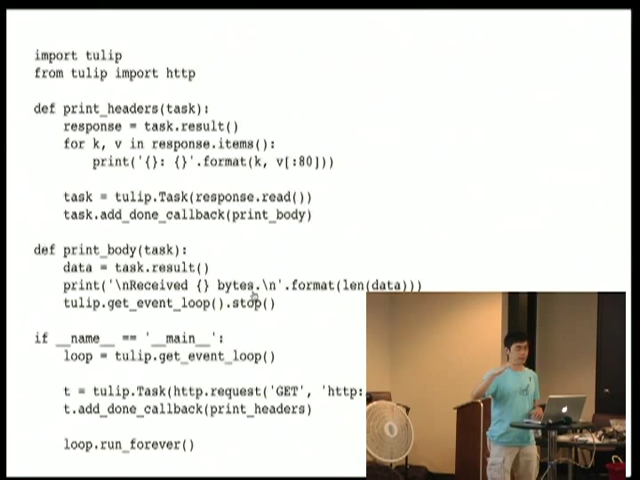 import tulip
from tulip import http
def print_headers(task):
response = task.result()
for k, v in response.items():
print('{}: {}'.format(k, v[:80]))
task = tulip.Task(response.read())
task.add_done_callback(print_body)
def print_body(task):
data = task.result()
print('\nReceived {} bytes.\n'.format(len(data)))
tulip.get_event_loop().stop()
if __name__ == '__main__':
loop = tulip.get_event_loop()
t = tulip.Task(http.request('GET', 'http:
t.add_done_callback(print_headers)
loop.run_forever()